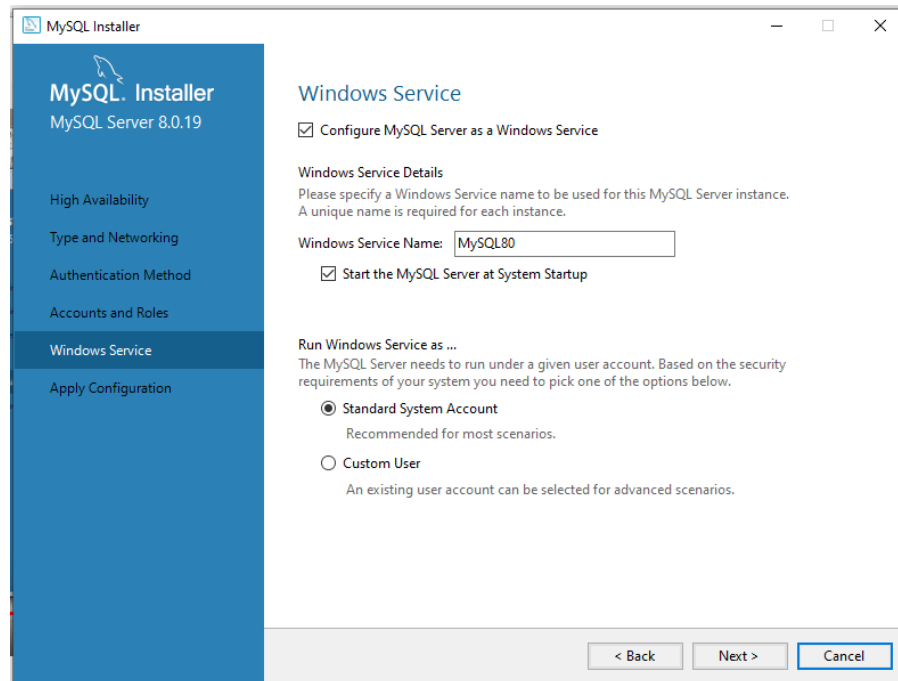 MySQL Installer
MySQL. Installer
MySQL Server 8.0.19
High Availability
Type and Networking
Authentication Method
Accounts and Roles
Windows Service
Apply Configuration
Windows Service
Configure MySQL Server as a Windows Service
Windows Service Details
Please specify a Windows Service name to be used for this MySQL Server instance.
A unique name is required for each instance.
Windows Service Name: MySQL80
Start the MySQL Server at System Startup
Run Windows Service as ...
The MySQL Server needs to run under a given user account. Based on the security
requirements of your system you need to pick one of the options below.
Standard System Account
Recommended for most scenarios.
Custom User
An existing user account can be selected for advanced scenarios.
< Back Next > Cancel